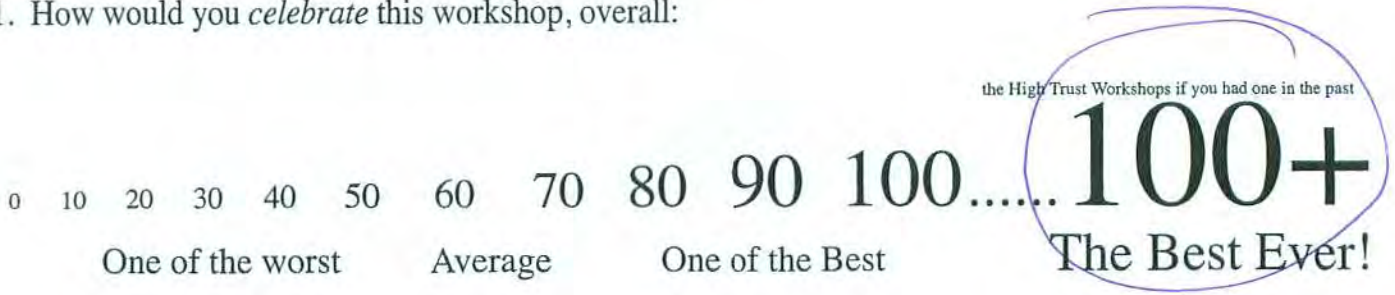 . How would you celebrate this workshop, overall:
the High Trust Workshops if you had one in the past
0 10 20 30 40 50 60 70 80 90 100...... 100+
One of the worst Average One of the Best The Best Ever!